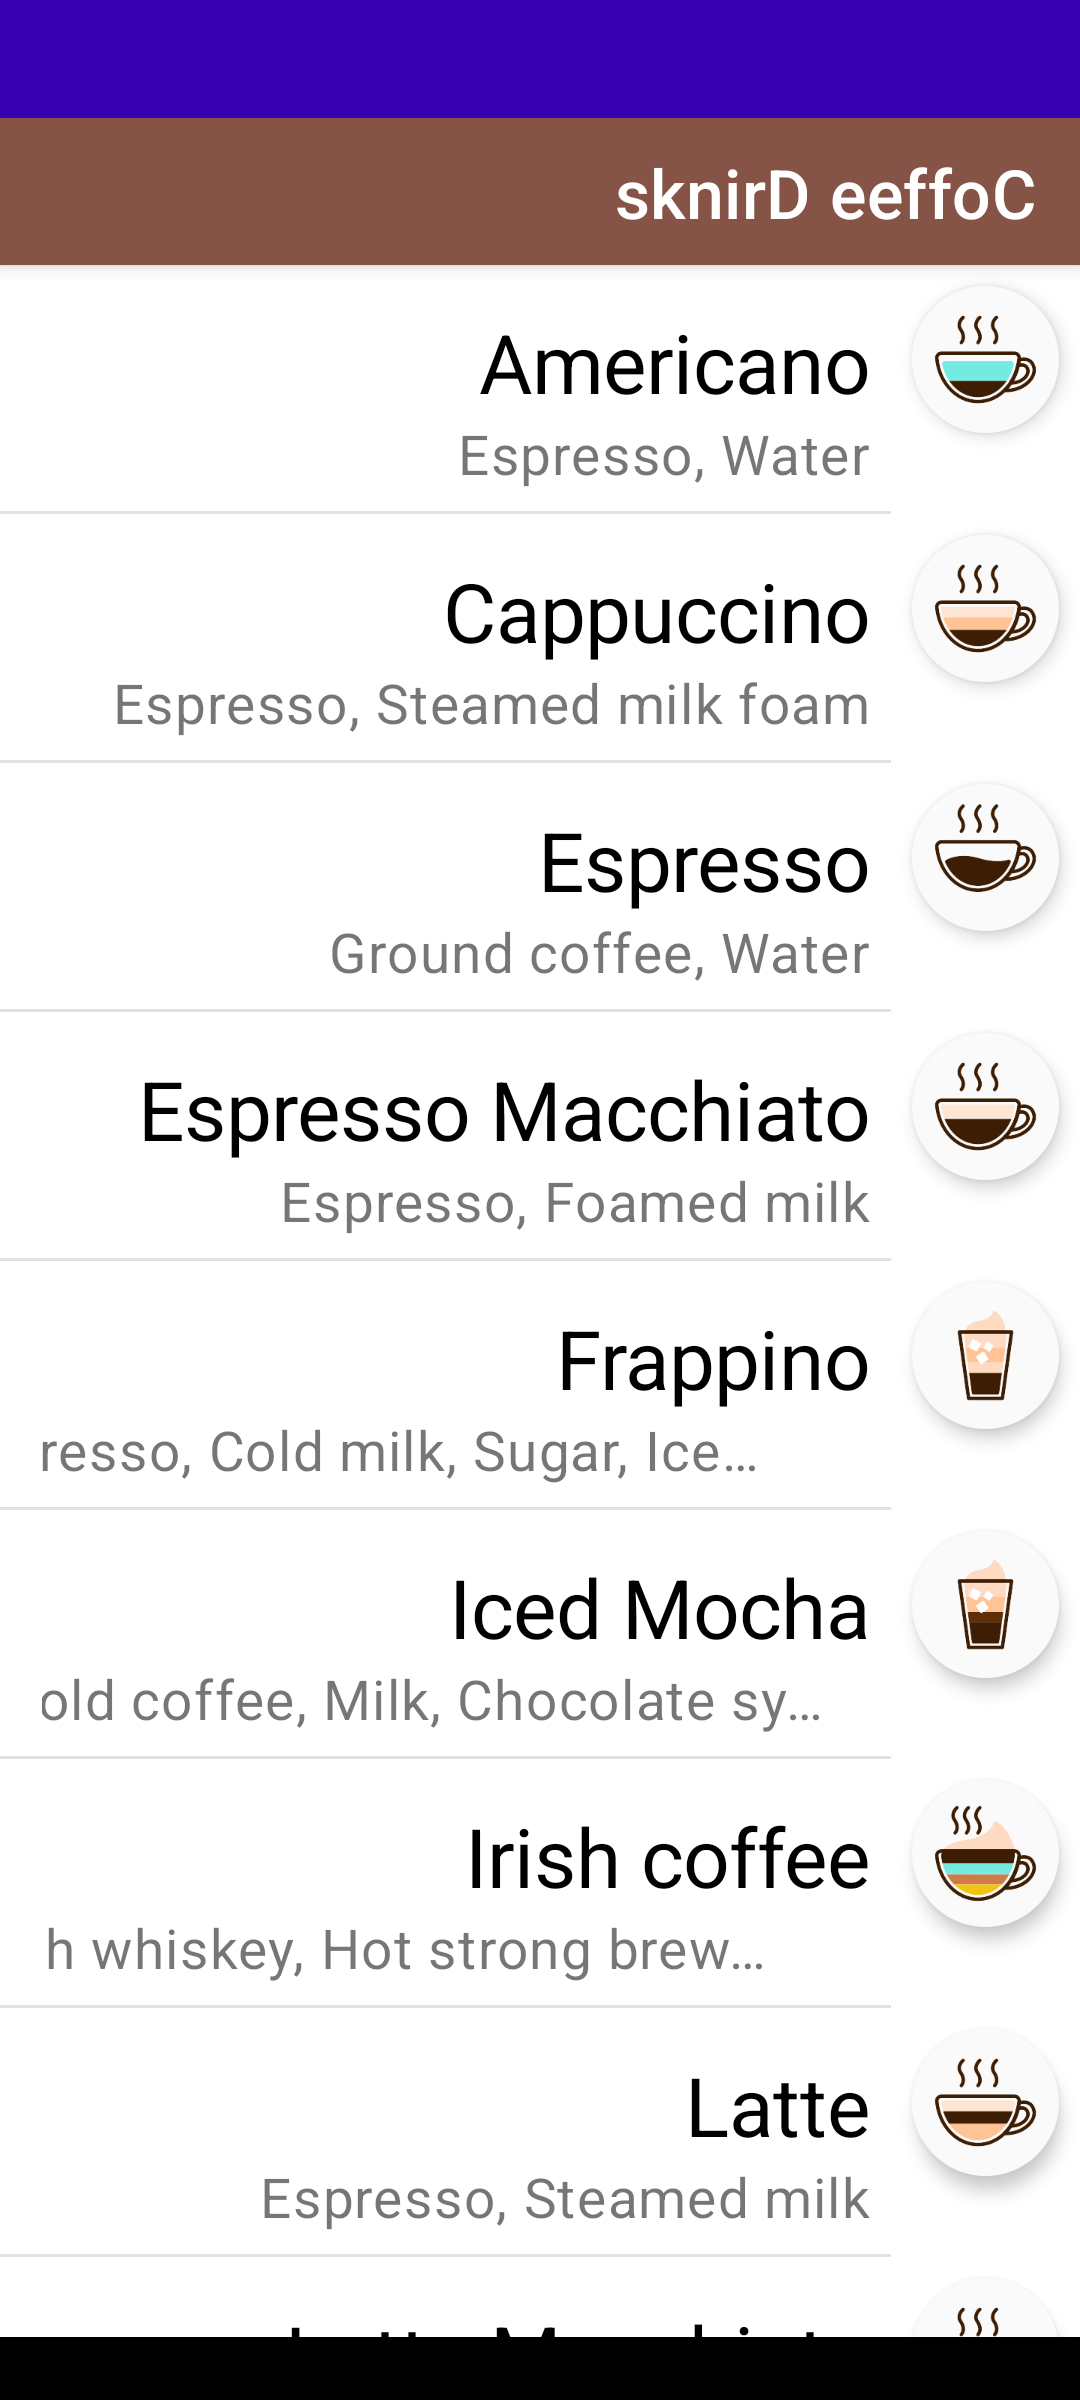 sknirD eeffoC
Americano
Espresso, Water
Cappuccino
Espresso, Steamed milk foam
Espresso
Ground coffee, Water
Espresso Macchiato
Espresso, Foamed milk
Frappino
resso, Cold milk, Sugar, Ice…
Iced Mocha
old coffee, Milk, Chocolate sy…
Irish coffee
h whiskey, Hot strong brew…
Latte
Espresso, Steamed milk